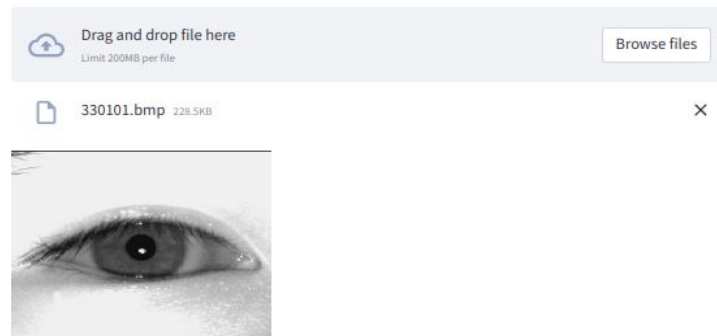 Drag and drop file here
Limit 200MB per file
Browse files
330101.bmp 228.5KB